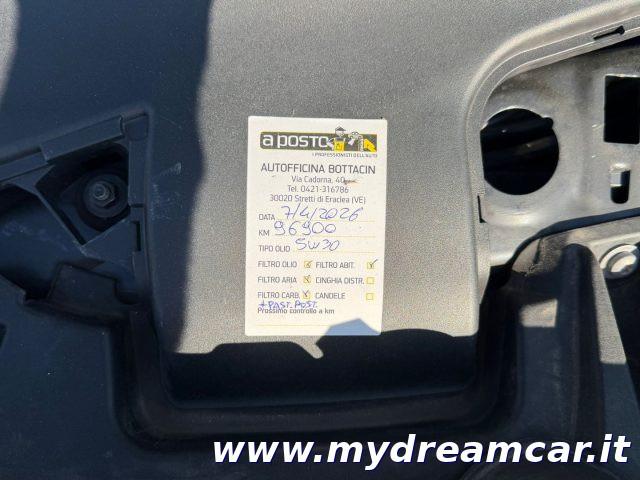 a posto
I PROFESSIONISTI DELL'AUTO
AUTOFFICINA BOTTACIN
Via Cadorna, 40
Tel. 0421-316786
30020 Stretti di Eraclea (VE)
DATA 7/4/2026
KM 96900
TIPO OLIO 5W30
FILTRO OLIO ✓ FILTRO ABIT. ✓
FILTRO ARIA ✓ CINGHIA DISTR.
FILTRO CARB. ✓ CANDELE
+PAST. POST.
Prossimo controllo a km
www.mydreamcar.it